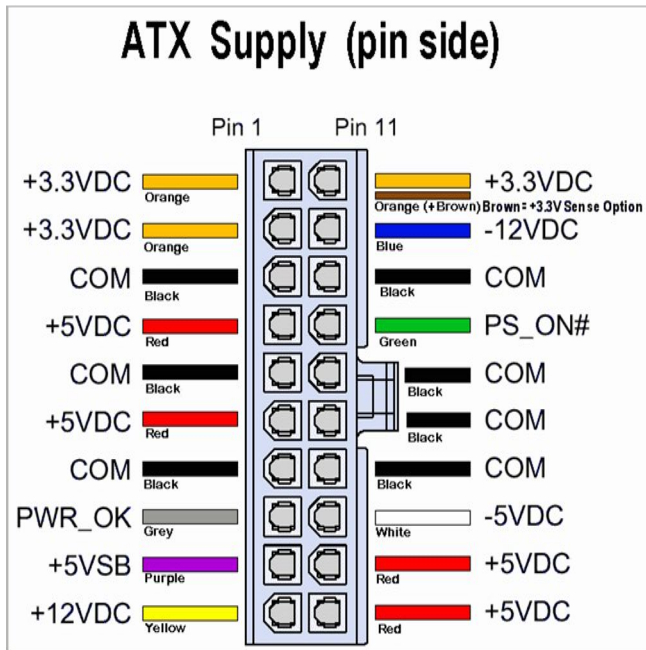 ATX Supply (pin side)
Pin 1 Pin 11
+3.3VDC Orange Orange (+Brown) +3.3VDC
Brown = +3.3V Sense Option
+3.3VDC Orange Blue -12VDC
COM Black Black COM
+5VDC Red Green PS_ON#
COM Black Black COM
+5VDC Red Black COM
COM Black Black COM
PWR_OK Grey White -5VDC
+5VSB Purple Red +5VDC
+12VDC Yellow Red +5VDC